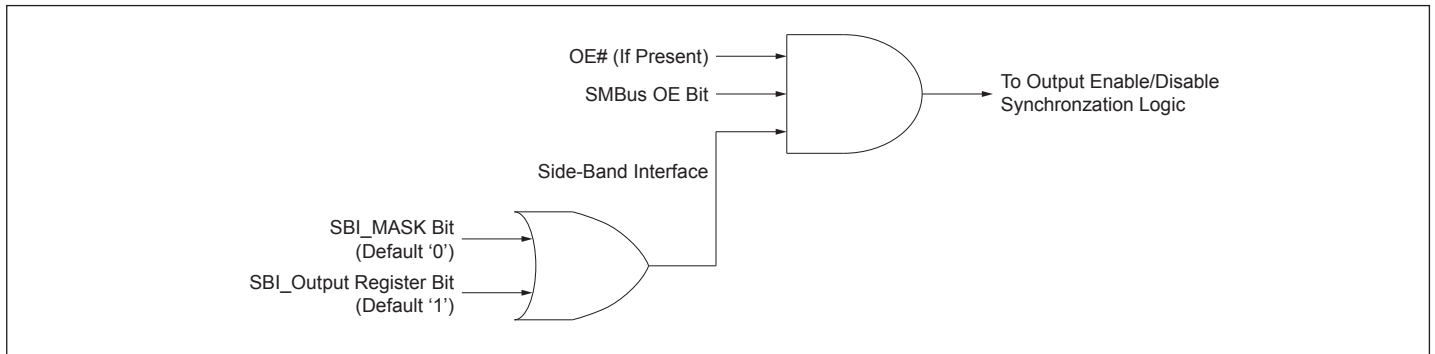 OE# (If Present)
SMBus OE Bit
To Output Enable/Disable
Synchronzation Logic
Side-Band Interface
SBI_MASK Bit
(Default ‘0’)
SBI_Output Register Bit
(Default ‘1’)